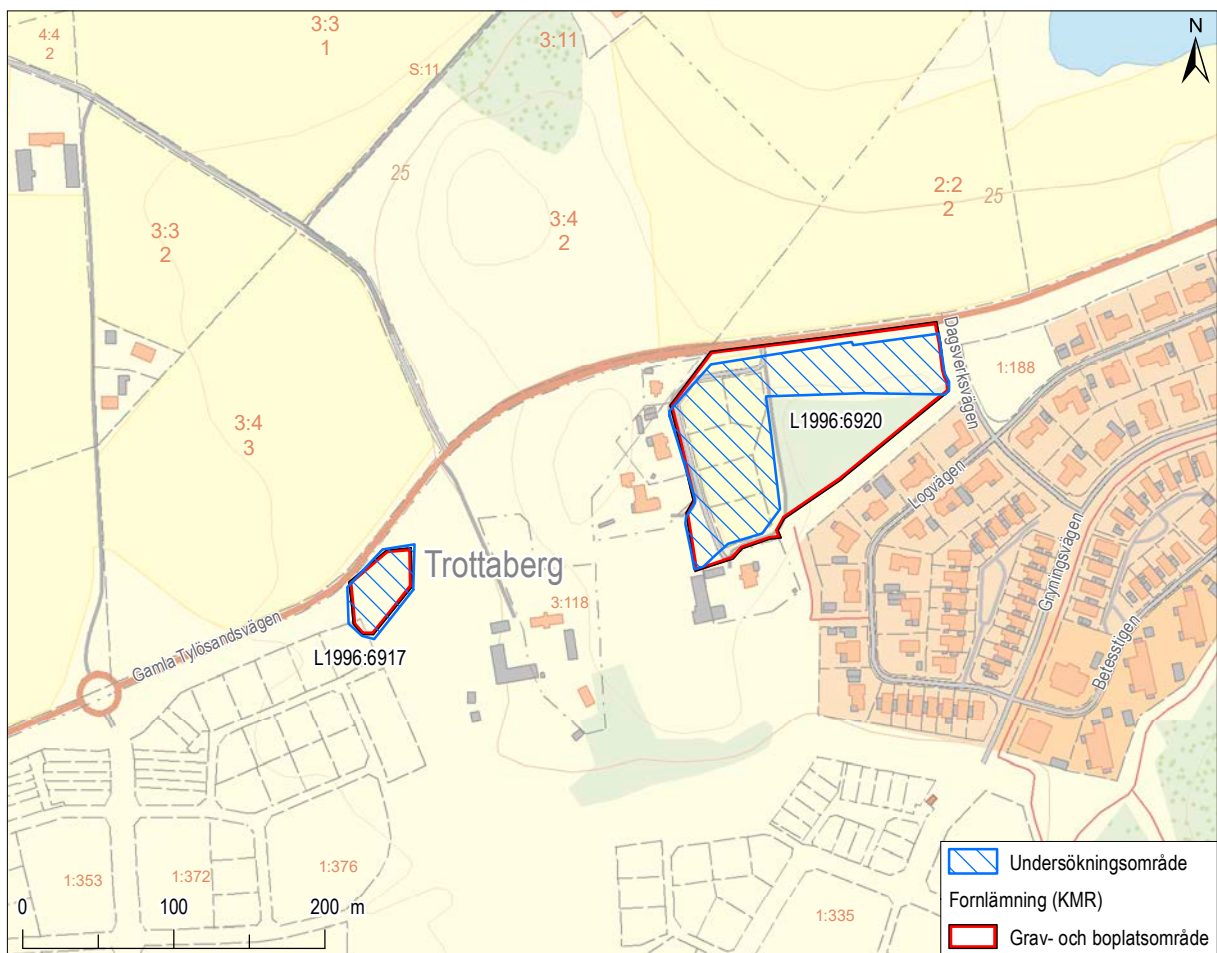 4:4
2
3:3
1
3:11
N
S:11
25
2:2
2
25
3:4
2
3:3
2
Dagsverksvägen
1:188
L1996:6920
3:4
3
Logvägen
Gryningsvägen
Trottaberg
3:118
Betesstigen
Gamla Tylösandsvägen
L1996:6917
1:353
1:372
1:376
1:335
0 100 200 m
Undersökningsområde
Fornlämning (KMR)
Grav- och boplatsområde